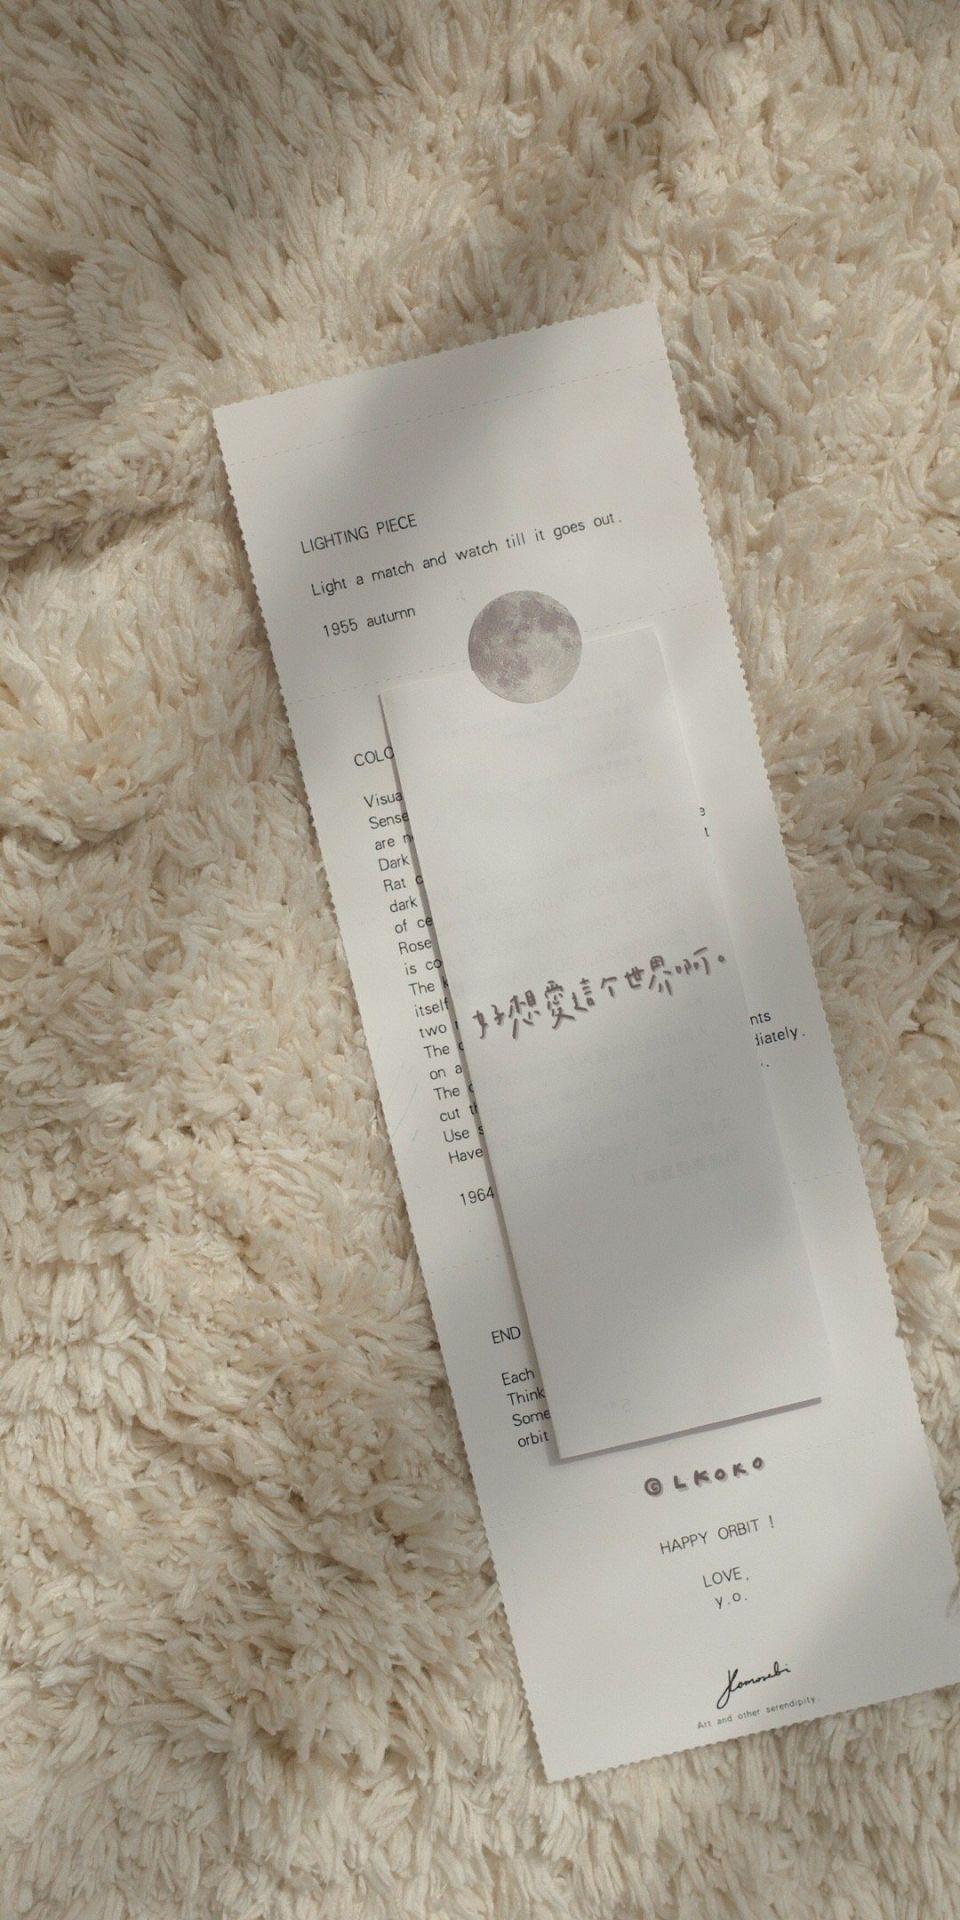 LIGHTING PIECE
Light a match and watch till it goes out.
1955 autumn
COLO
Visua
Sense
are n
Dark
Rat c
dark
of ce
Rose
is co
The k
itself
two
The c
on a
The c
cut th
Use s
Have
e
t
nts
diately.
1964
好想愛這个世界啊。
END
Each
Think
Some
orbit
© LKOKO
HAPPY ORBIT !
LOVE,
y.o.
Homosebi
Art and other serendipity.